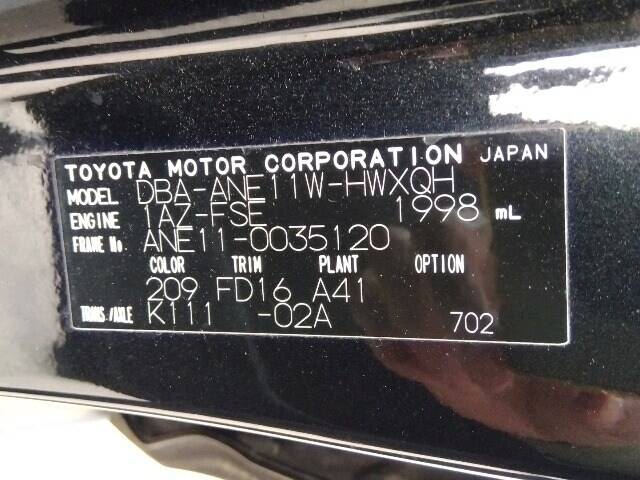 TOYOTA MOTOR CORPORATION JAPAN
MODEL DBA-ANE11W-HWXQH
ENGINE 1AZ-FSE 1998 mL
FRAME No. ANE11-0035120
COLOR TRIM PLANT OPTION
209 FD16 A41
TRANS./AXLE K111 -02A 702